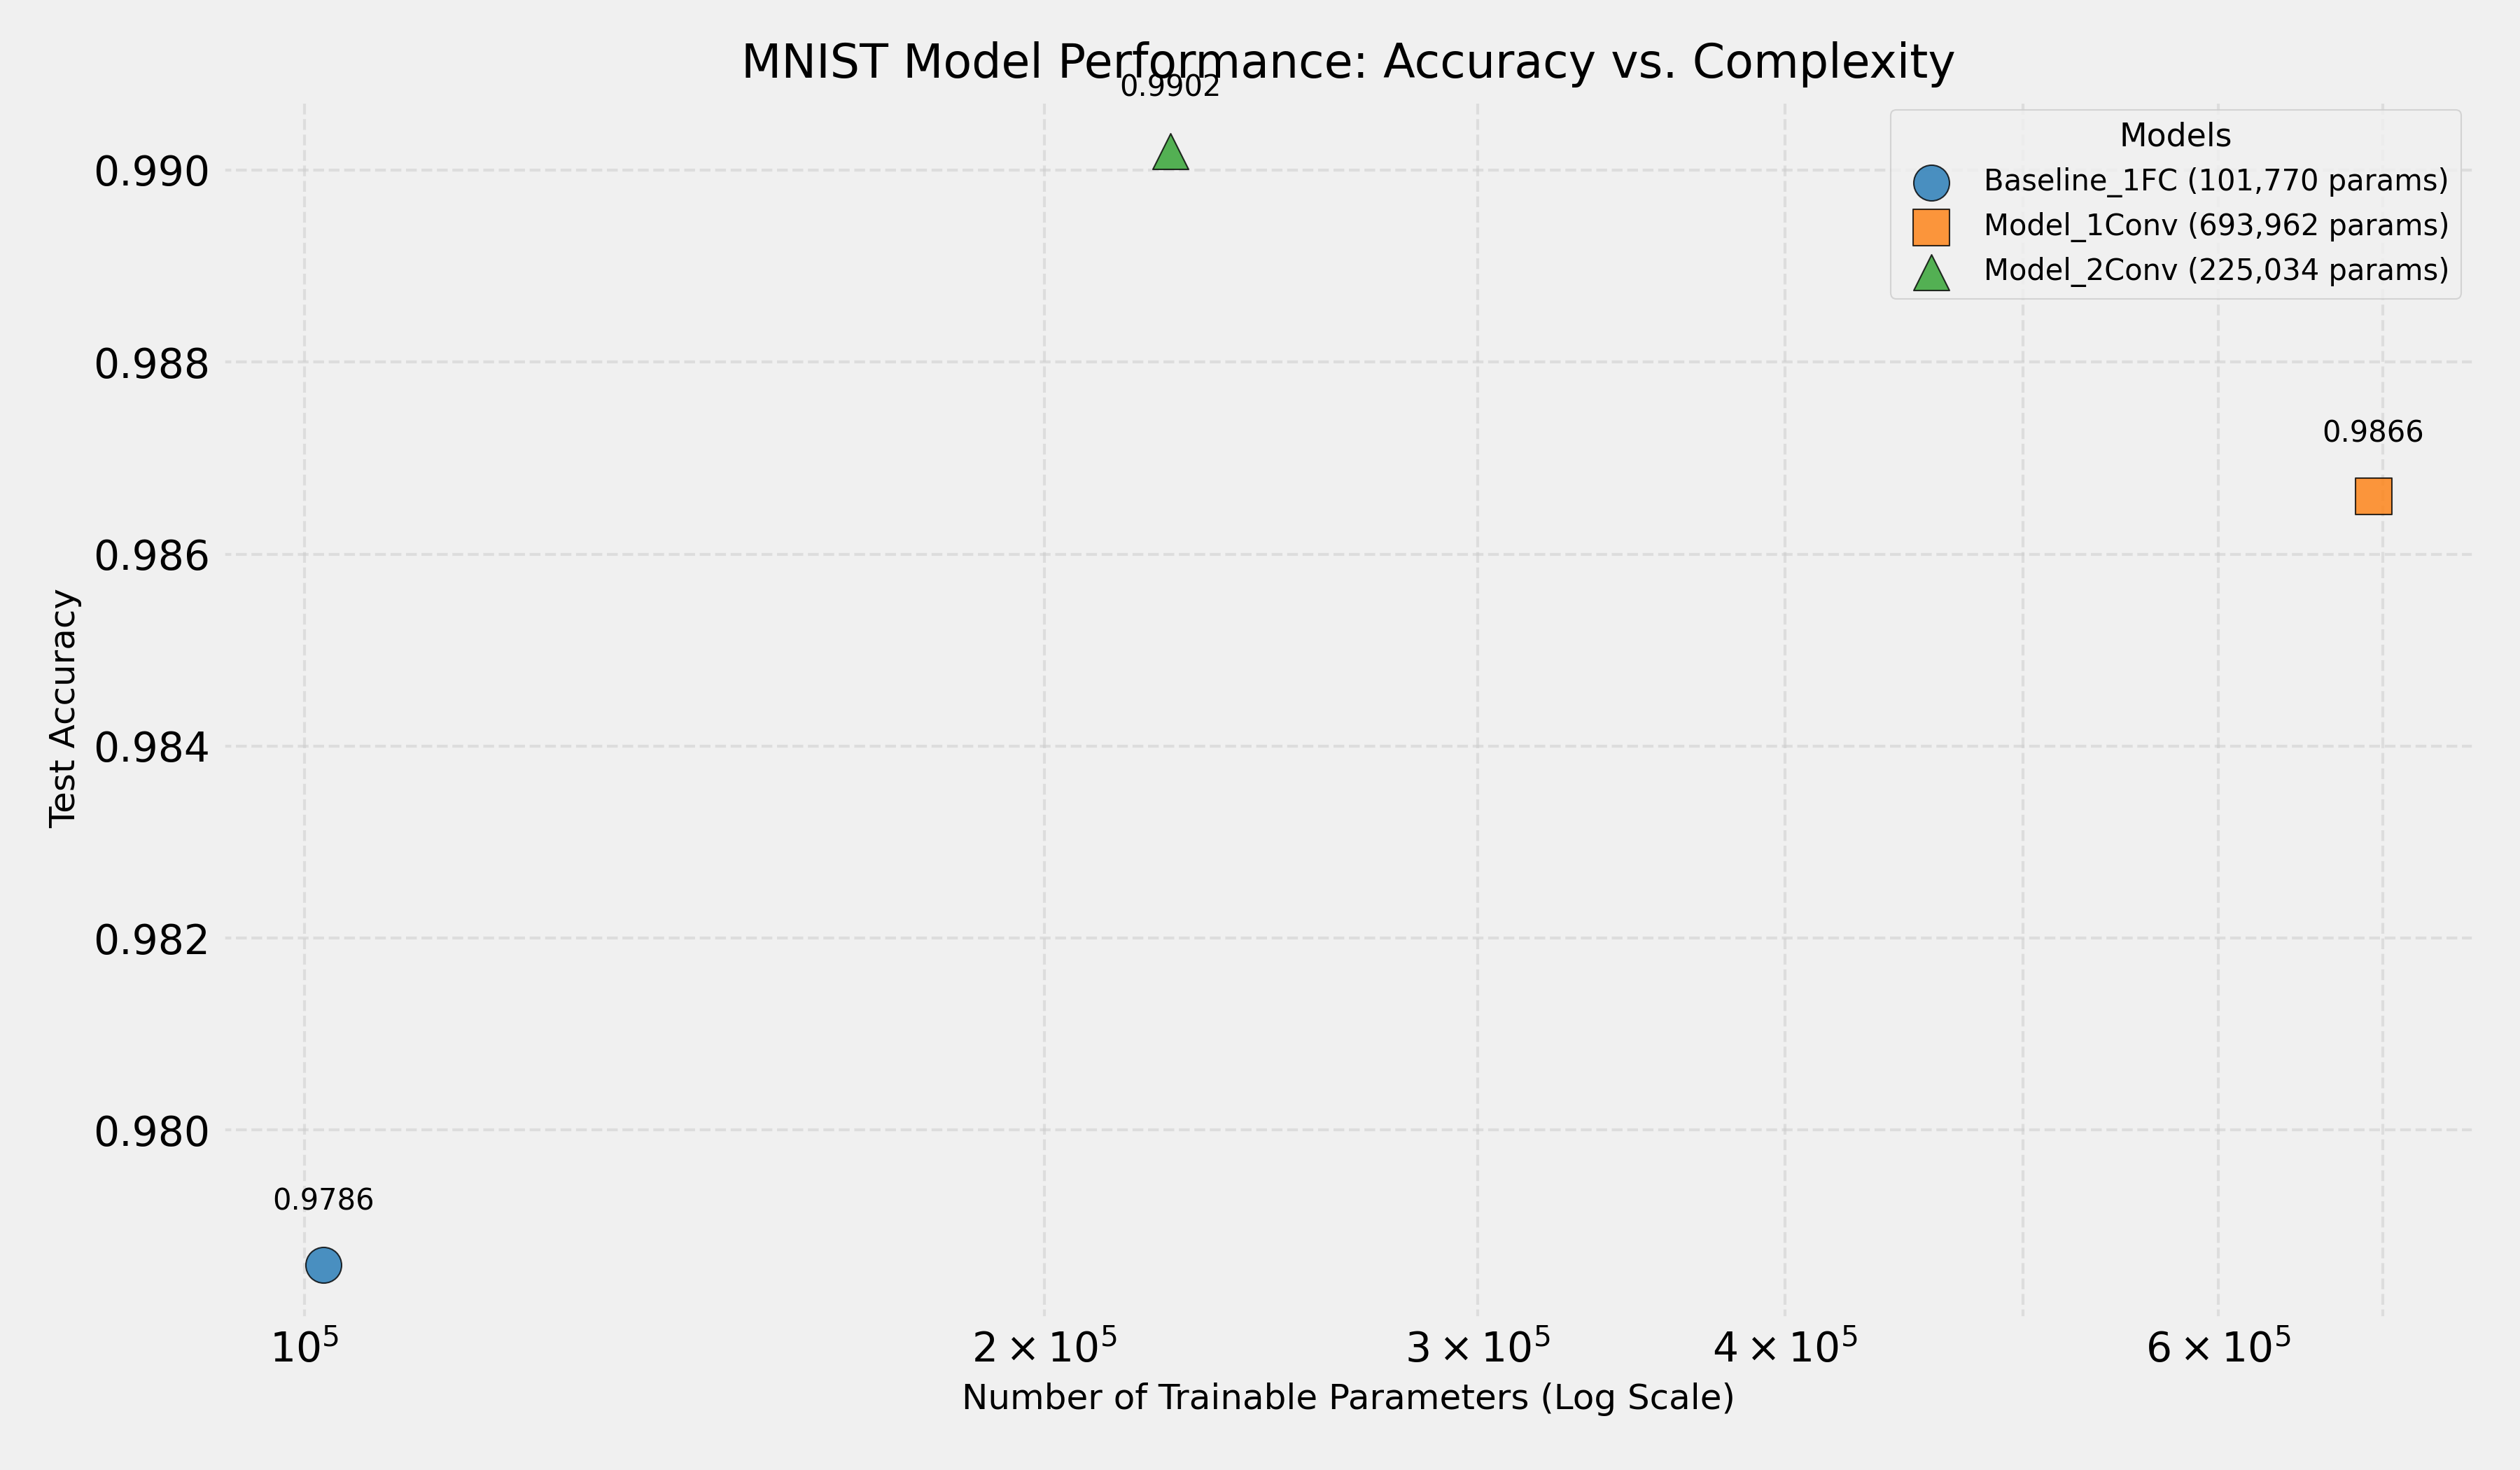 MNIST Model Performance: Accuracy vs. Complexity
0.9902
Models
Baseline_1FC (101,770 params)
Model_1Conv (693,962 params)
Model_2Conv (225,034 params)
0.990
0.988
0.9866
0.986
0.984
0.982
0.980
0.9786
Test Accuracy
10⁵
2 × 10⁵
3 × 10⁵
4 × 10⁵
6 × 10⁵
Number of Trainable Parameters (Log Scale)